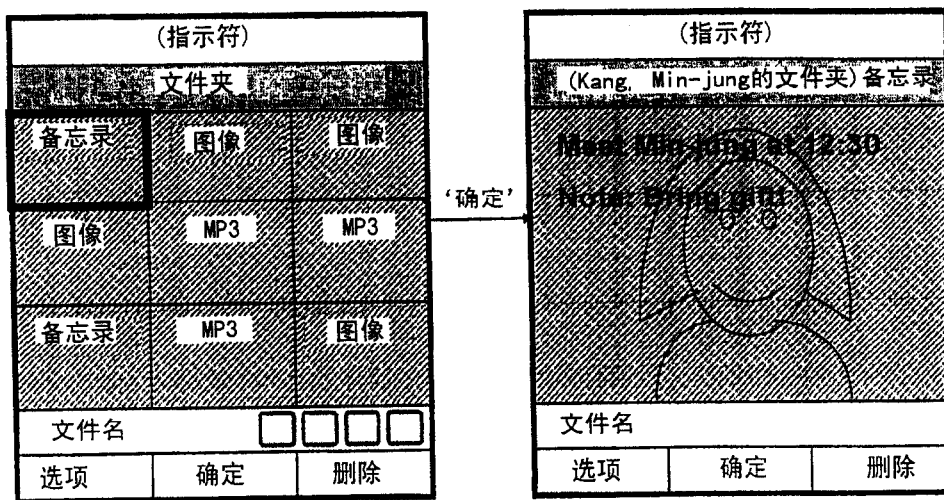 (指示符)
文件夹
备忘录 图像 图像
图像 MP3 MP3
备忘录 MP3 图像
文件名
选项 确定 删除
‘确定’
(指示符)
(Kang, Min-jung的文件夹)备忘录
Meet Min-jung at 12:30
Note: Bring gift!
文件名
选项 确定 删除